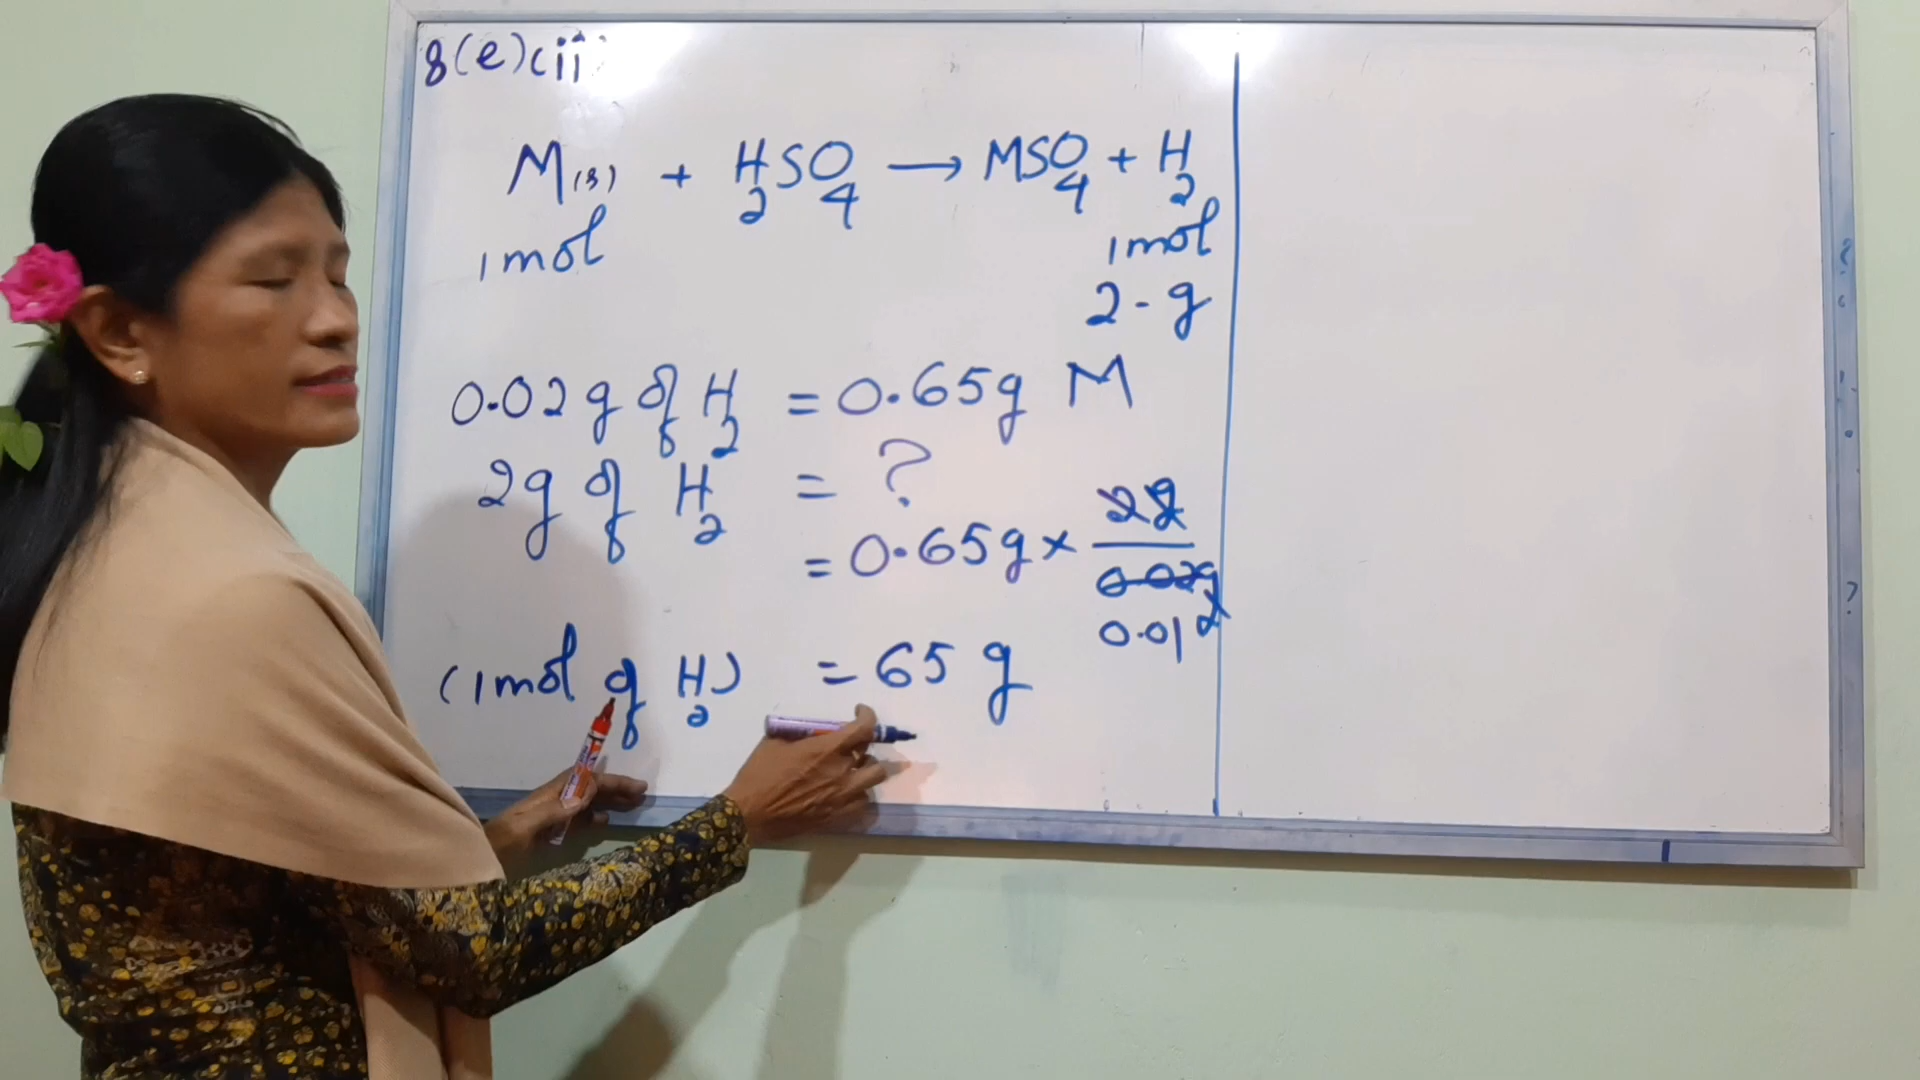 8(e)(ii)
M(s) + H2SO4 → MSO4 + H2
1mol 1mol
2-g
0.02g of H2 = 0.65g M
2g of H2 = ?
= 0.65g × 2g / 0.02g
0.01
(1mol of H2) = 65 g